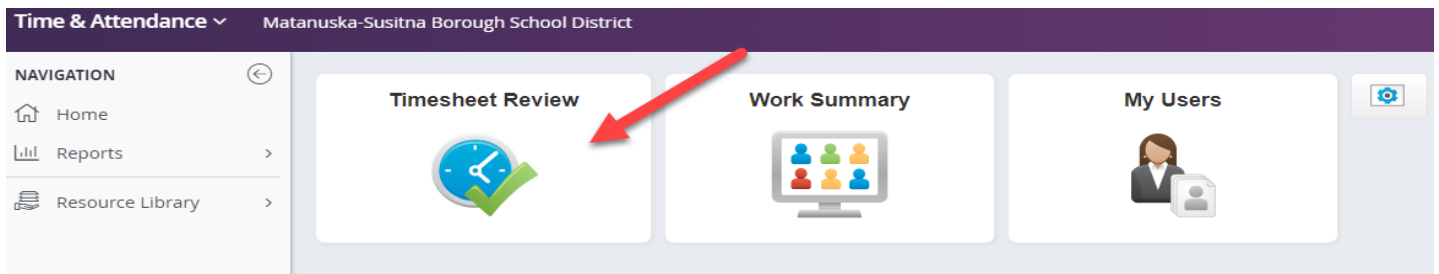 Time & Attendance
Matanuska-Susitna Borough School District
NAVIGATION
Home
Reports
Resource Library
Timesheet Review
Work Summary
My Users